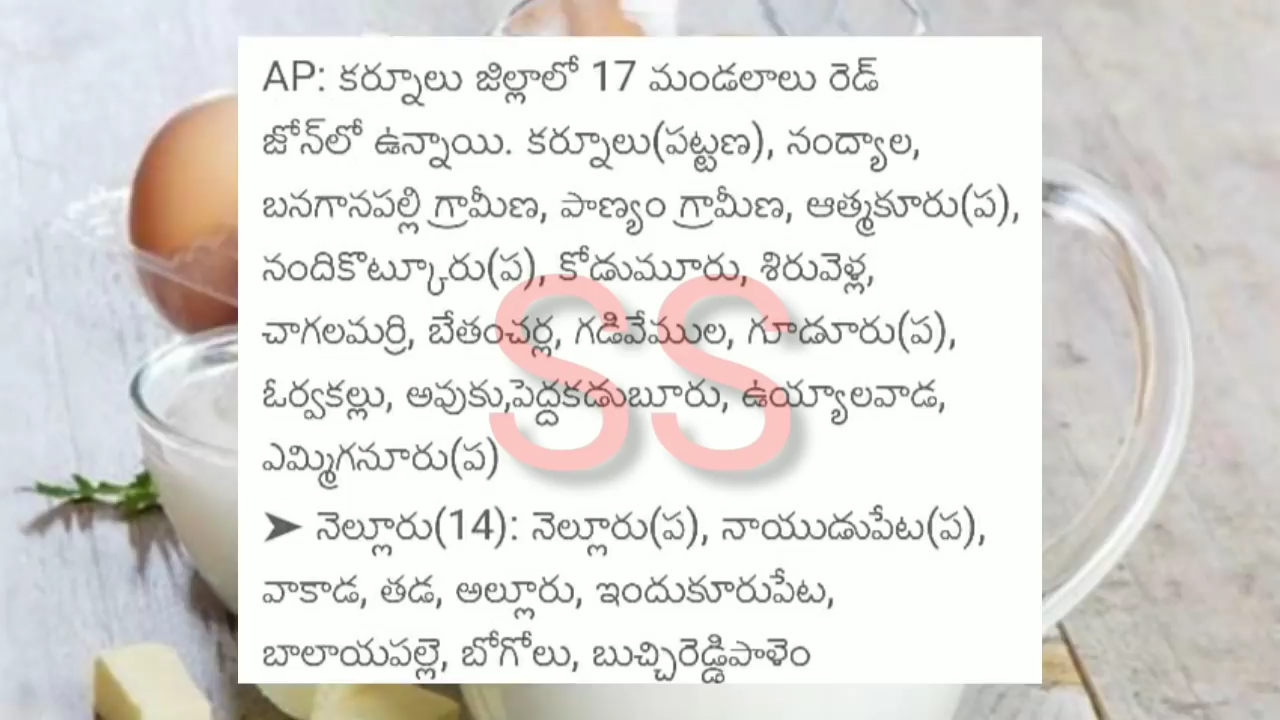 AP: కర్నూలు జిల్లాలో 17 మండలాలు రెడ్
జోన్‌లో ఉన్నాయి. కర్నూలు(పట్టణ), నంద్యాల,
బనగానపల్లి గ్రామీణ, పాణ్యం గ్రామీణ, ఆత్మకూరు(ప),
నందికొట్కూరు(ప), కోడుమూరు, శిరువెళ్ల,
చాగలమర్రి, బేతంచర్ల, గడివేముల, గూడూరు(ప),
ఓర్వకల్లు, అవుకు,పెద్దకడుబూరు, ఉయ్యాలవాడ,
ఎమ్మిగనూరు(ప)
SS
➤ నెల్లూరు(14): నెల్లూరు(ప), నాయుడుపేట(ప),
వాకాడ, తడ, అల్లూరు, ఇందుకూరుపేట,
బాలాయపల్లె, బోగోలు, బుచ్చిరెడ్డిపాళెం